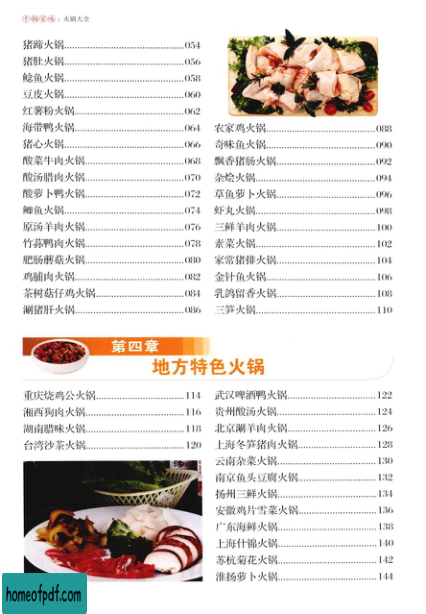 干锅滋味：火锅大全
猪蹄火锅....................................054
猪肚火锅....................................056
鲶鱼火锅....................................058
豆皮火锅....................................060
红薯粉火锅....................................062
海带鸭火锅....................................064
猪心火锅....................................066
酸菜牛肉火锅....................................068
酸汤腊肉火锅....................................070
酸萝卜鸭火锅....................................072
鲫鱼火锅....................................074
原汤羊肉火锅....................................076
竹荪鸭肉火锅....................................078
肥肠蘑菇火锅....................................080
鸡脯肉火锅....................................082
茶树菇仔鸡火锅....................................084
涮猪肝火锅....................................086
农家鸡火锅....................................088
奇味鱼火锅....................................090
飘香猪肠火锅....................................092
杂烩火锅....................................094
草鱼萝卜火锅....................................096
虾丸火锅....................................098
三鲜羊肉火锅....................................100
素菜火锅....................................102
家常猪排火锅....................................104
金针鱼火锅....................................106
乳鸽留香火锅....................................108
三笋火锅....................................110
第四章
地方特色火锅
重庆烧鸡公火锅....................................114
湘西狗肉火锅....................................116
湖南腊味火锅....................................118
台湾沙茶火锅....................................120
武汉啤酒鸭火锅....................................122
贵州酸汤火锅....................................124
北京涮羊肉火锅....................................126
上海冬笋猪肉火锅....................................128
云南杂菜火锅....................................130
南京鱼头豆腐火锅....................................132
扬州三鲜火锅....................................134
安徽鸡片雪菜火锅....................................136
广东海鲜火锅....................................138
上海什锦火锅....................................140
苏杭菊花火锅....................................142
淮扬萝卜火锅....................................144
homeofpdf.com